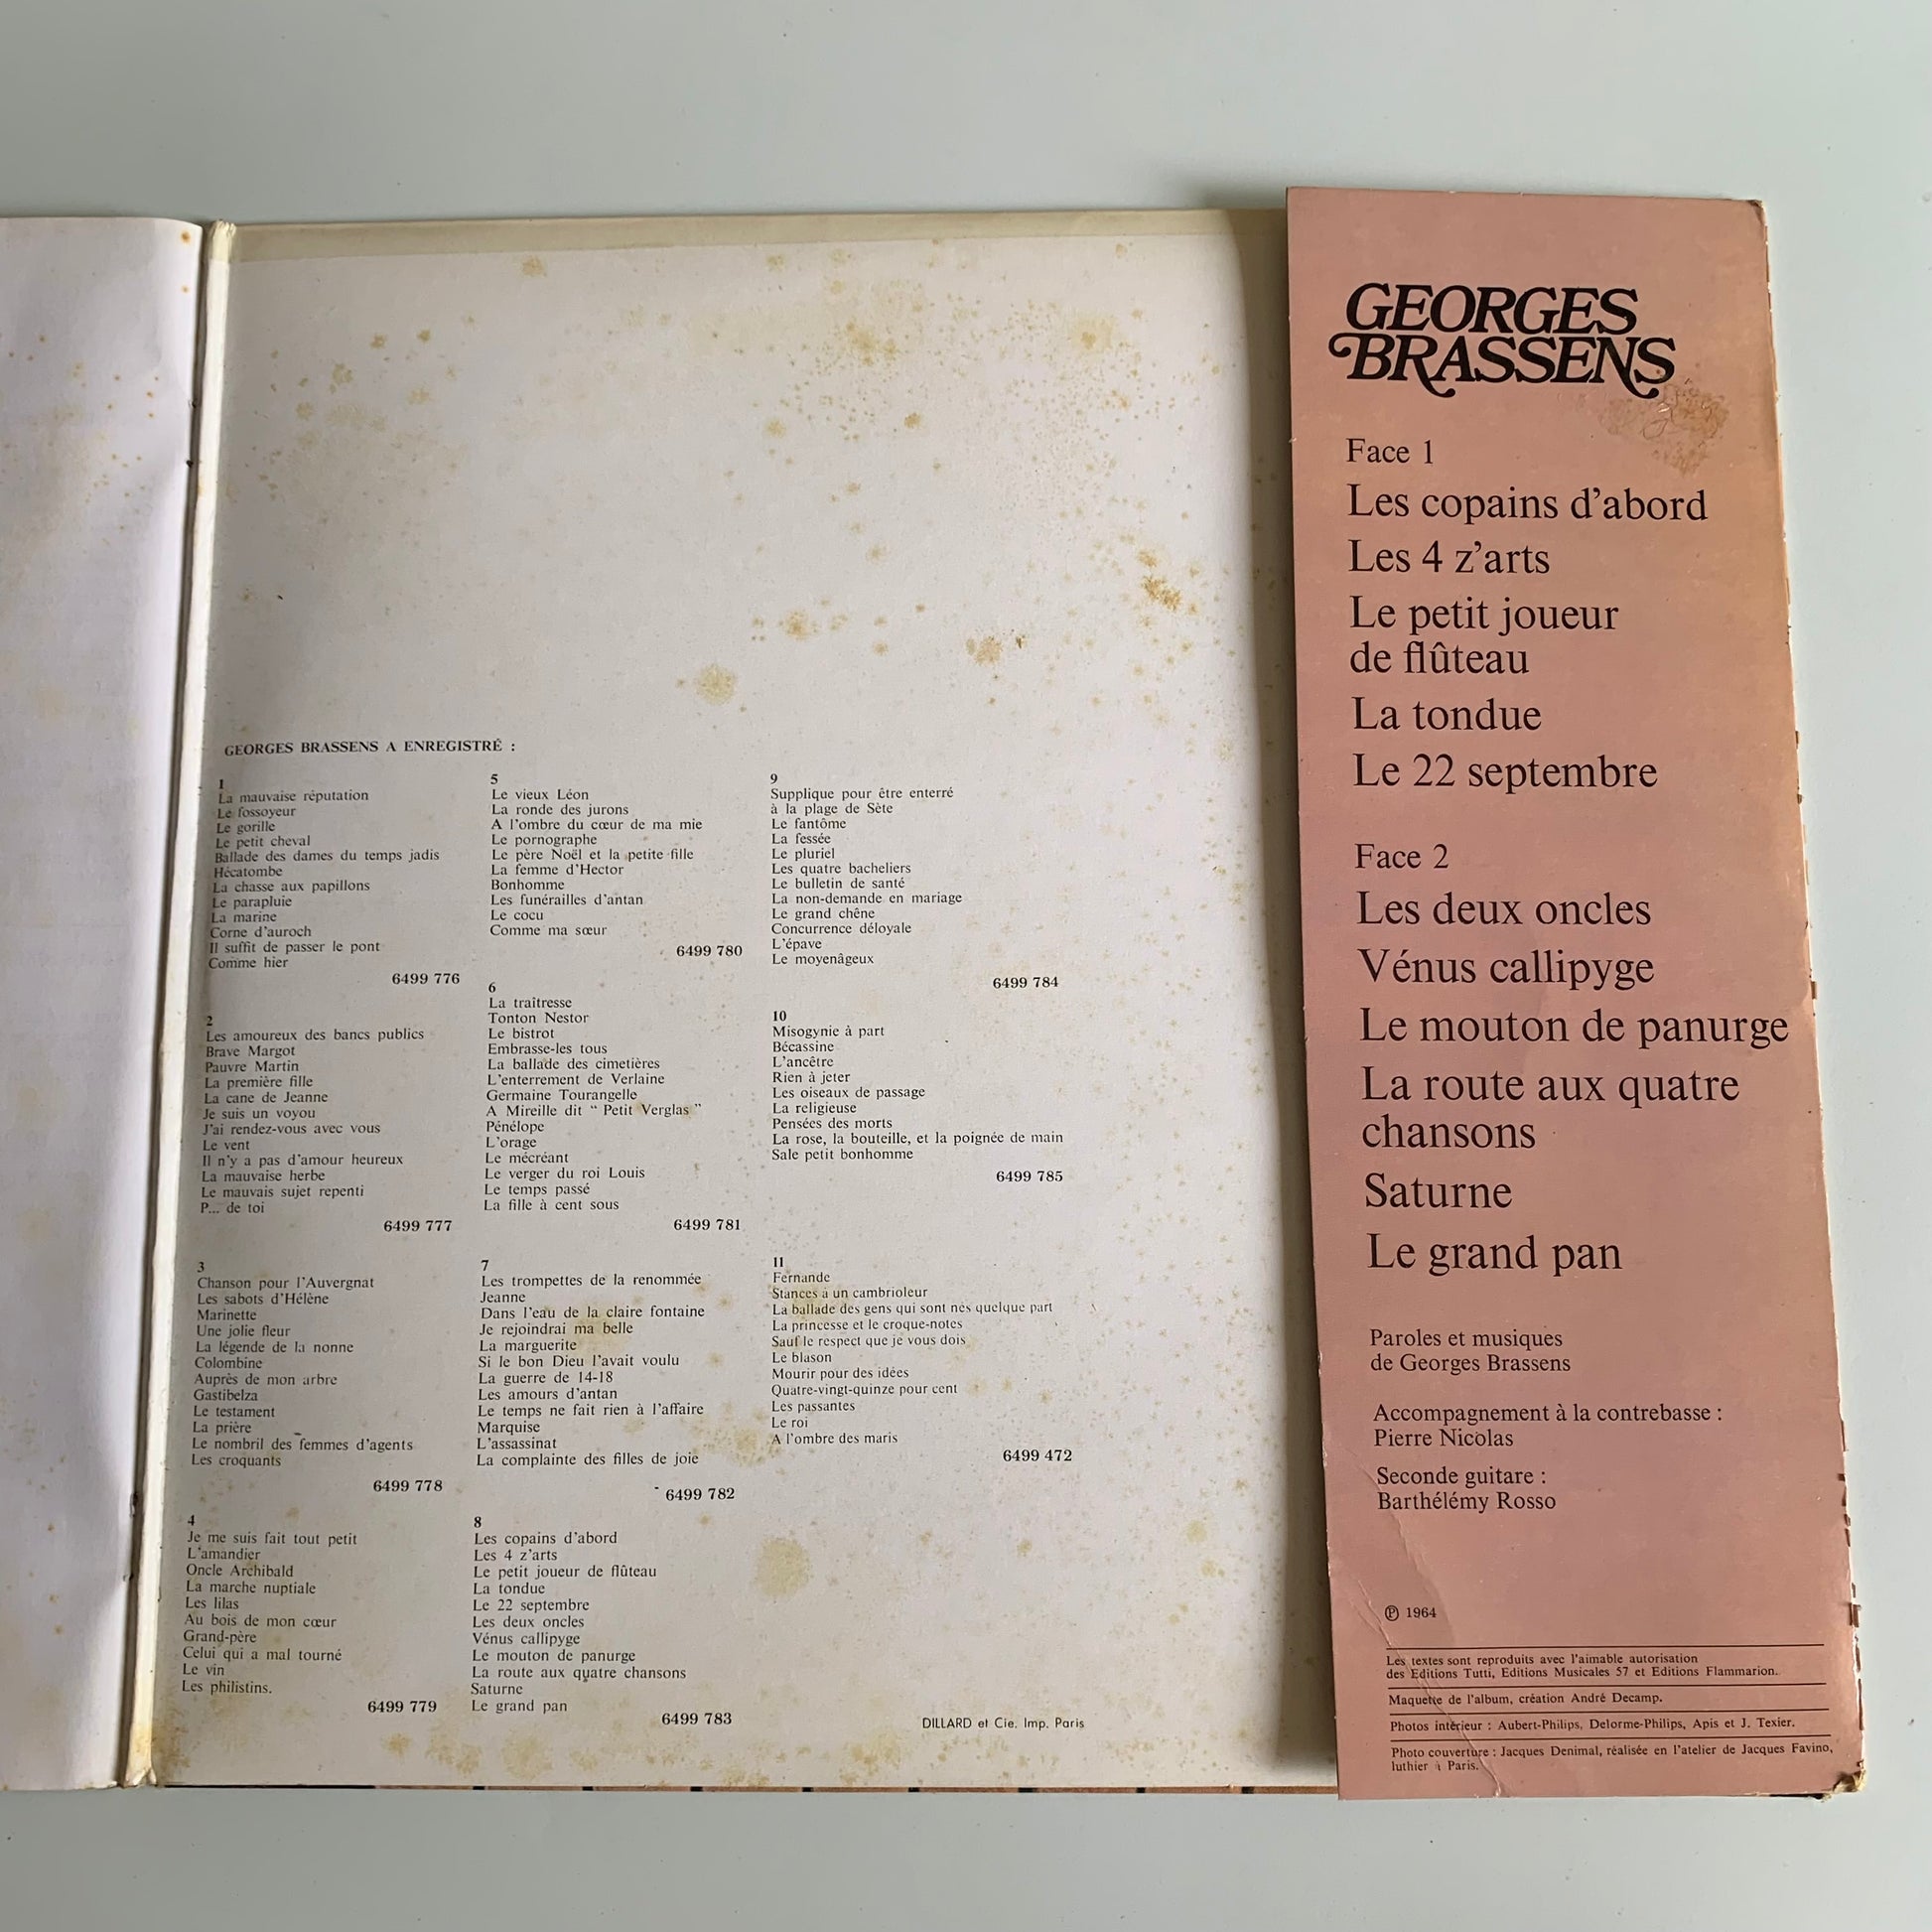 GEORGES BRASSENS A ENREGISTRÉ :
1
La mauvaise réputation
Le fossoyeur
Le gorille
Le petit cheval
Ballade des dames du temps jadis
Hécatombe
La chasse aux papillons
Le parapluie
La marine
Corne d'auroch
Il suffit de passer le pont
Comme hier
6499 776
2
Les amoureux des bancs publics
Brave Margot
Pauvre Martin
La première fille
La cane de Jeanne
Je suis un voyou
J'ai rendez-vous avec vous
Le vent
Il n'y a pas d'amour heureux
La mauvaise herbe
Le mauvais sujet repenti
P... de toi
6499 777
3
Chanson pour l'Auvergnat
Les sabots d'Hélène
Marinette
Une jolie fleur
La légende de la nonne
Colombine
Auprès de mon arbre
Gastibelza
Le testament
La prière
Le nombril des femmes d'agents
Les croquants
6499 778
4
Je me suis fait tout petit
L'amandier
Oncle Archibald
La marche nuptiale
Les lilas
Au bois de mon cœur
Grand-père
Celui qui a mal tourné
Le vin
Les philistins.
6499 779
5
Le vieux Léon
La ronde des jurons
A l'ombre du cœur de ma mie
Le pornographe
Le père Noël et la petite fille
La femme d'Hector
Bonhomme
Les funérailles d'antan
Le cocu
Comme ma sœur
6499 780
6
La traîtresse
Tonton Nestor
Le bistrot
Embrasse-les tous
La ballade des cimetières
L'enterrement de Verlaine
Germaine Tourangelle
A Mireille dit “ Petit Verglas ”
Pénélope
L'orage
Le mécréant
Le verger du roi Louis
Le temps passé
La fille à cent sous
6499 781
7
Les trompettes de la renommée
Jeanne
Dans l'eau de la claire fontaine
Je rejoindrai ma belle
La marguerite
Si le bon Dieu l'avait voulu
La guerre de 14-18
Les amours d'antan
Le temps ne fait rien à l'affaire
Marquise
L'assassinat
La complainte des filles de joie
6499 782
8
Les copains d'abord
Les 4 z'arts
Le petit joueur de flûteau
La tondue
Le 22 septembre
Les deux oncles
Vénus callipyge
Le mouton de panurge
La route aux quatre chansons
Saturne
Le grand pan
6499 783
9
Supplique pour être enterré
à la plage de Sète
Le fantôme
La fessée
Le pluriel
Les quatre bacheliers
Le bulletin de santé
La non-demande en mariage
Le grand chêne
Concurrence déloyale
L'épave
Le moyenâgeux
6499 784
10
Misogynie à part
Bécassine
L'ancêtre
Rien à jeter
Les oiseaux de passage
La religieuse
Pensées des morts
La rose, la bouteille, et la poignée de main
Sale petit bonhomme
6499 785
11
Fernande
Stances à un cambrioleur
La ballade des gens qui sont nés quelque part
La princesse et le croque-notes
Sauf le respect que je vous dois
Le blason
Mourir pour des idées
Quatre-vingt-quinze pour cent
Les passantes
Le roi
A l'ombre des maris
6499 472
DILLARD et Cie. Imp. Paris
GEORGES
BRASSENS
Face 1
Les copains d'abord
Les 4 z'arts
Le petit joueur
de flûteau
La tondue
Le 22 septembre
Face 2
Les deux oncles
Vénus callipyge
Le mouton de panurge
La route aux quatre
chansons
Saturne
Le grand pan
Paroles et musiques
de Georges Brassens
Accompagnement à la contrebasse :
Pierre Nicolas
Seconde guitare :
Barthélémy Rosso
℗ 1964
Les textes sont reproduits avec l'aimable autorisation
des Editions Tutti, Editions Musicales 57 et Editions Flammarion.
Maquette de l'album, création André Decamp.
Photos intérieur : Aubert-Philips, Delorme-Philips, Apis et J. Texier.
Photo couverture : Jacques Denimal, réalisée en l'atelier de Jacques Favino,
luthier à Paris.